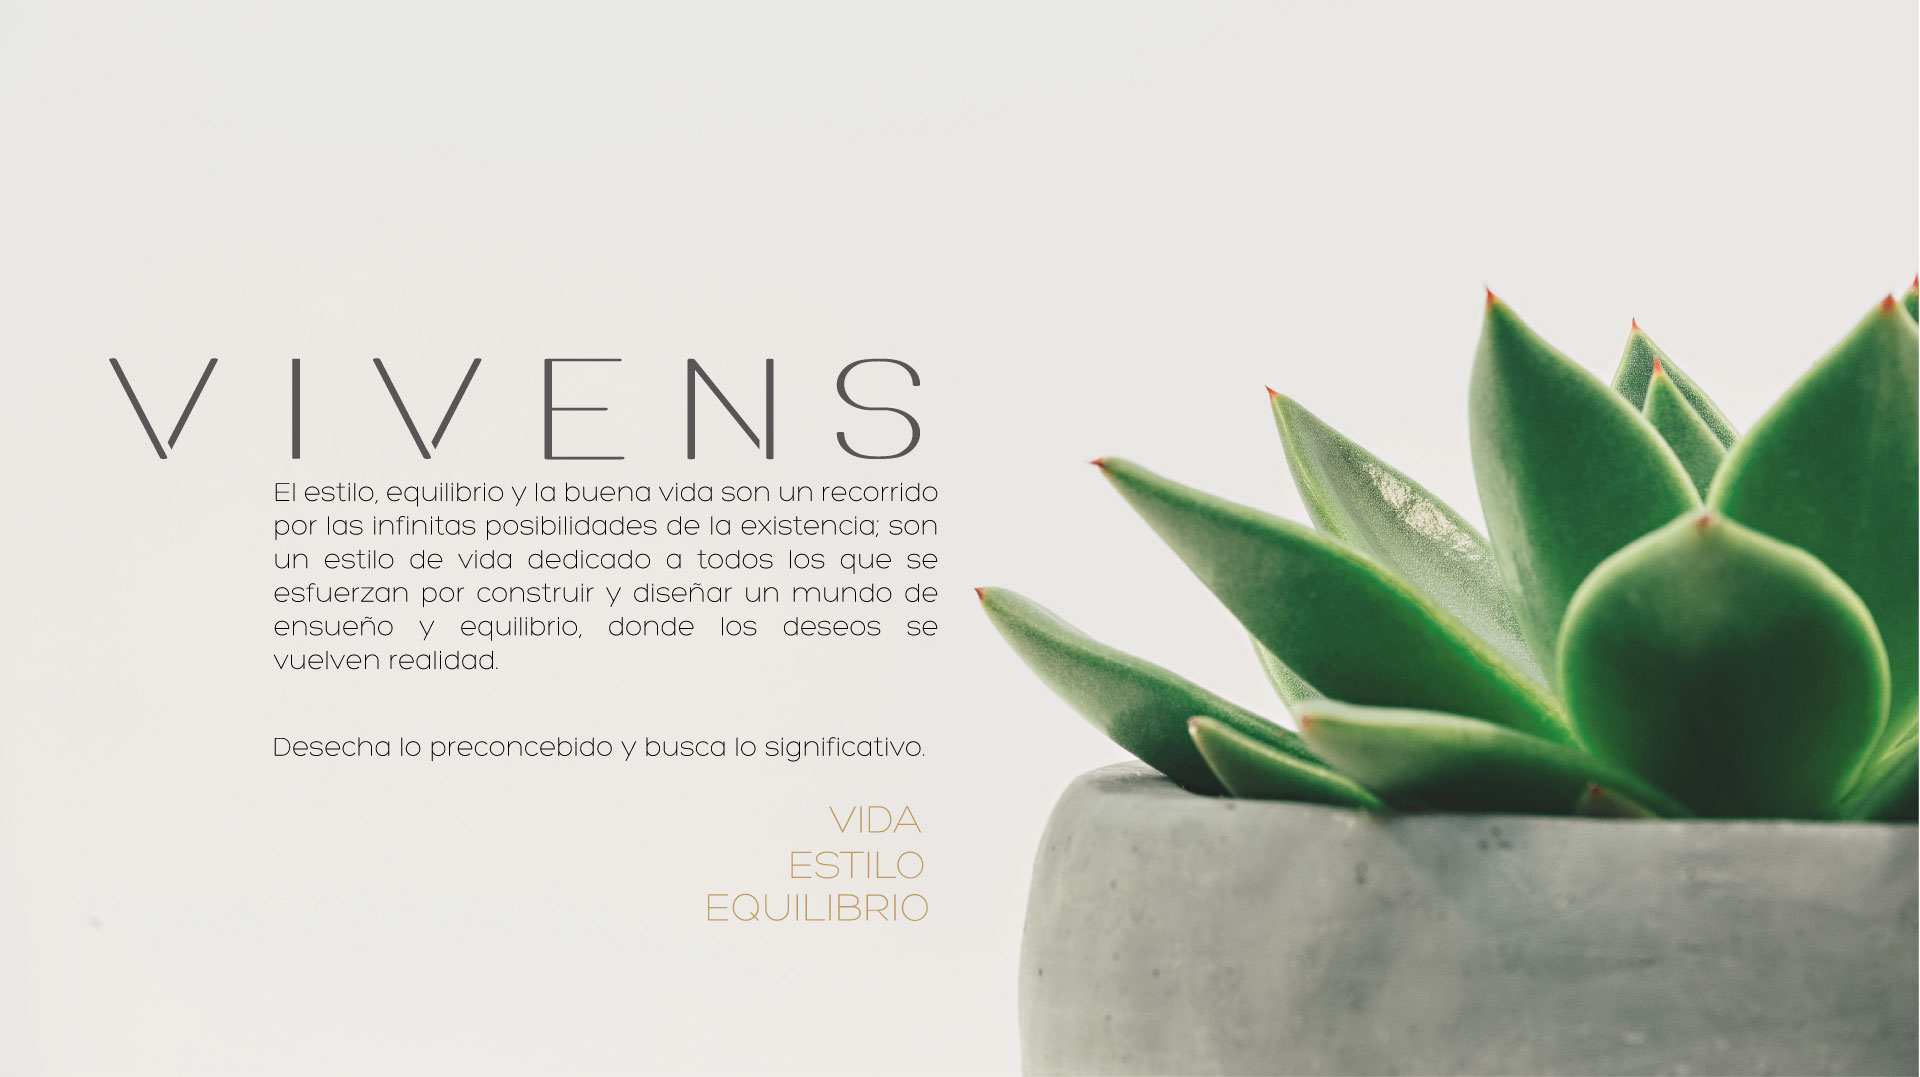 VIVENS
El estilo, equilibrio y la buena vida son un recorrido
por las infinitas posibilidades de la existencia; son
un estilo de vida dedicado a todos los que se
esfuerzan por construir y diseñar un mundo de
ensueño y equilibrio, donde los deseos se
vuelven realidad.
Desecha lo preconcebido y busca lo significativo.
VIDA
ESTILO
EQUILIBRIO